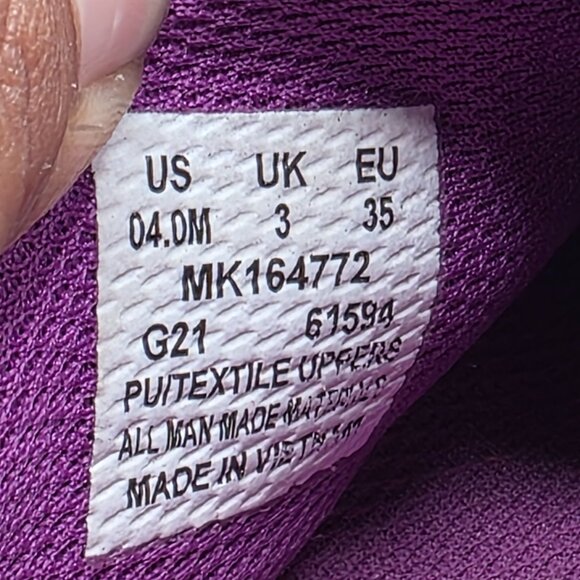 US UK EU
04.0M 3 35
MK164772
G21 61594
PU/TEXTILE UPPERS
ALL MAN MADE MATERIALS
MADE IN VIETNAM